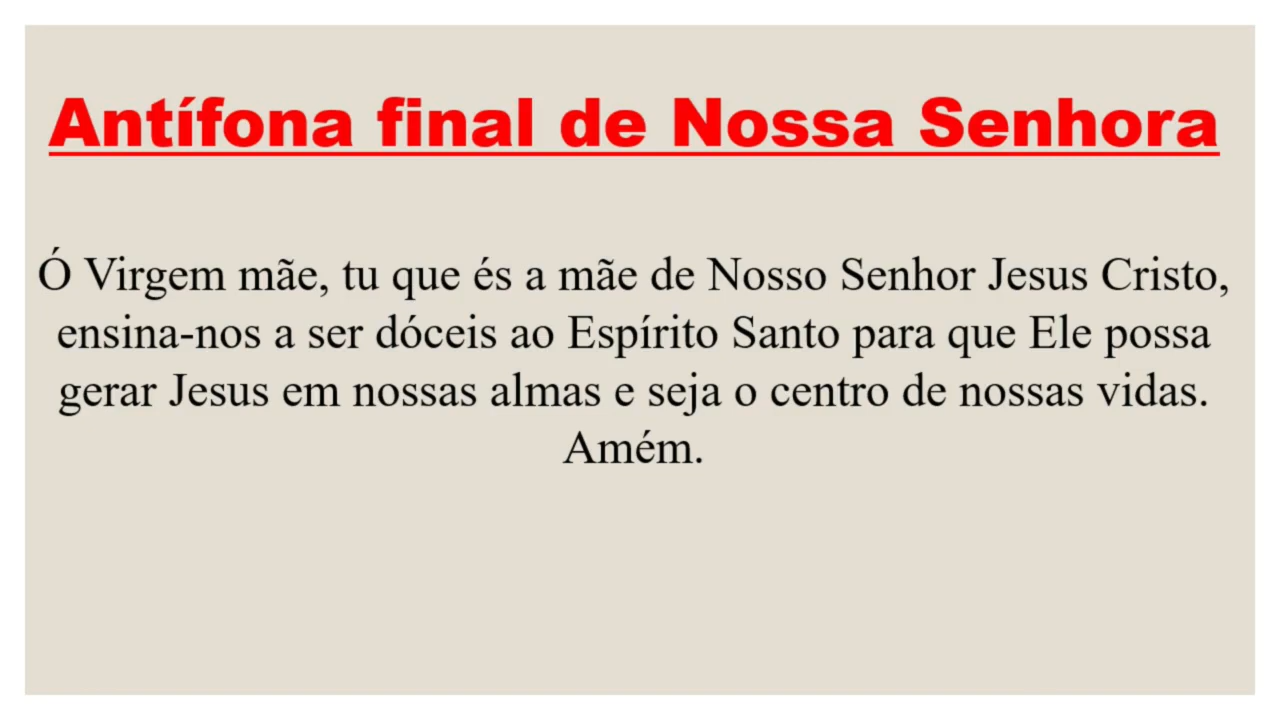 Antífona final de Nossa Senhora
Ó Virgem mãe, tu que és a mãe de Nosso Senhor Jesus Cristo,
ensina-nos a ser dóceis ao Espírito Santo para que Ele possa
gerar Jesus em nossas almas e seja o centro de nossas vidas.
Amém.